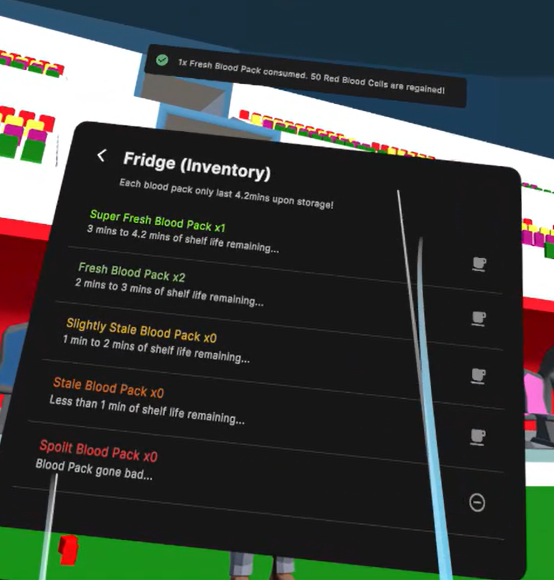 1x Fresh Blood Pack consumed. 50 Red Blood Cells are regained!
Fridge (Inventory)
Each blood pack only last 4.2mins upon storage!
Super Fresh Blood Pack x1
3 mins to 4.2 mins of shelf life remaining...
Fresh Blood Pack x2
2 mins to 3 mins of shelf life remaining...
Slightly Stale Blood Pack x0
1 min to 2 mins of shelf life remaining...
Stale Blood Pack x0
Less than 1 min of shelf life remaining...
Spoilt Blood Pack x0
Blood Pack gone bad...